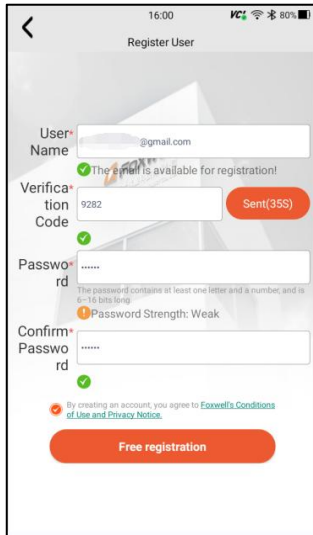 16:00 VC 80%
Register User
User*
Name
@gmail.com
The email is available for registration!
Verifica*
tion
Code
9282
Sent(35S)
Passwo*
rd
······
The password contains at least one letter and a number, and is
6~16 bits long.
Password Strength: Weak
Confirm*
Passwo
rd
······
By creating an account, you agree to Foxwell's Conditions
of Use and Privacy Notice.
Free registration